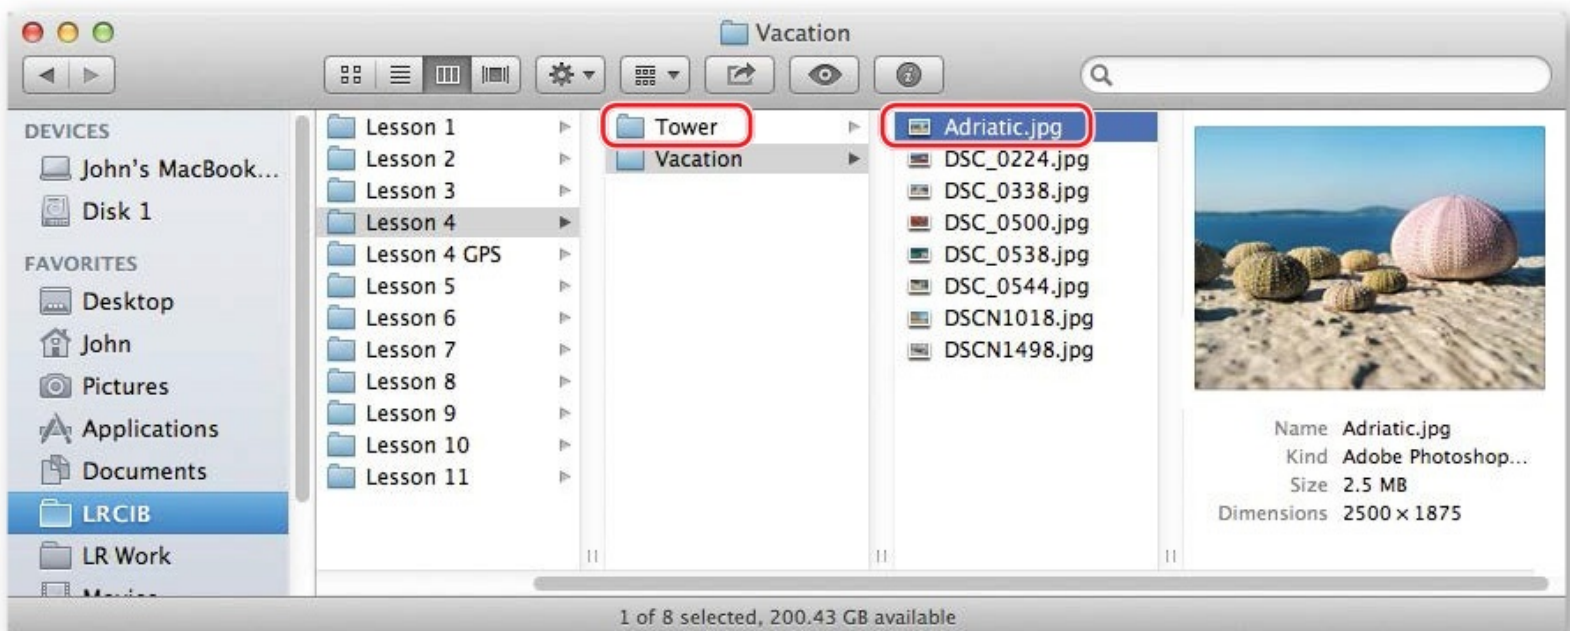 Vacation
DEVICES
John's MacBook...
Disk 1
FAVORITES
Desktop
John
Pictures
Applications
Documents
LRCIB
LR Work
Lesson 1
Lesson 2
Lesson 3
Lesson 4
Lesson 4 GPS
Lesson 5
Lesson 6
Lesson 7
Lesson 8
Lesson 9
Lesson 10
Lesson 11
Tower
Vacation
Adriatic.jpg
DSC_0224.jpg
DSC_0338.jpg
DSC_0500.jpg
DSC_0538.jpg
DSC_0544.jpg
DSCN1018.jpg
DSCN1498.jpg
Name Adriatic.jpg
Kind Adobe Photoshop...
Size 2.5 MB
Dimensions 2500 × 1875
1 of 8 selected, 200.43 GB available